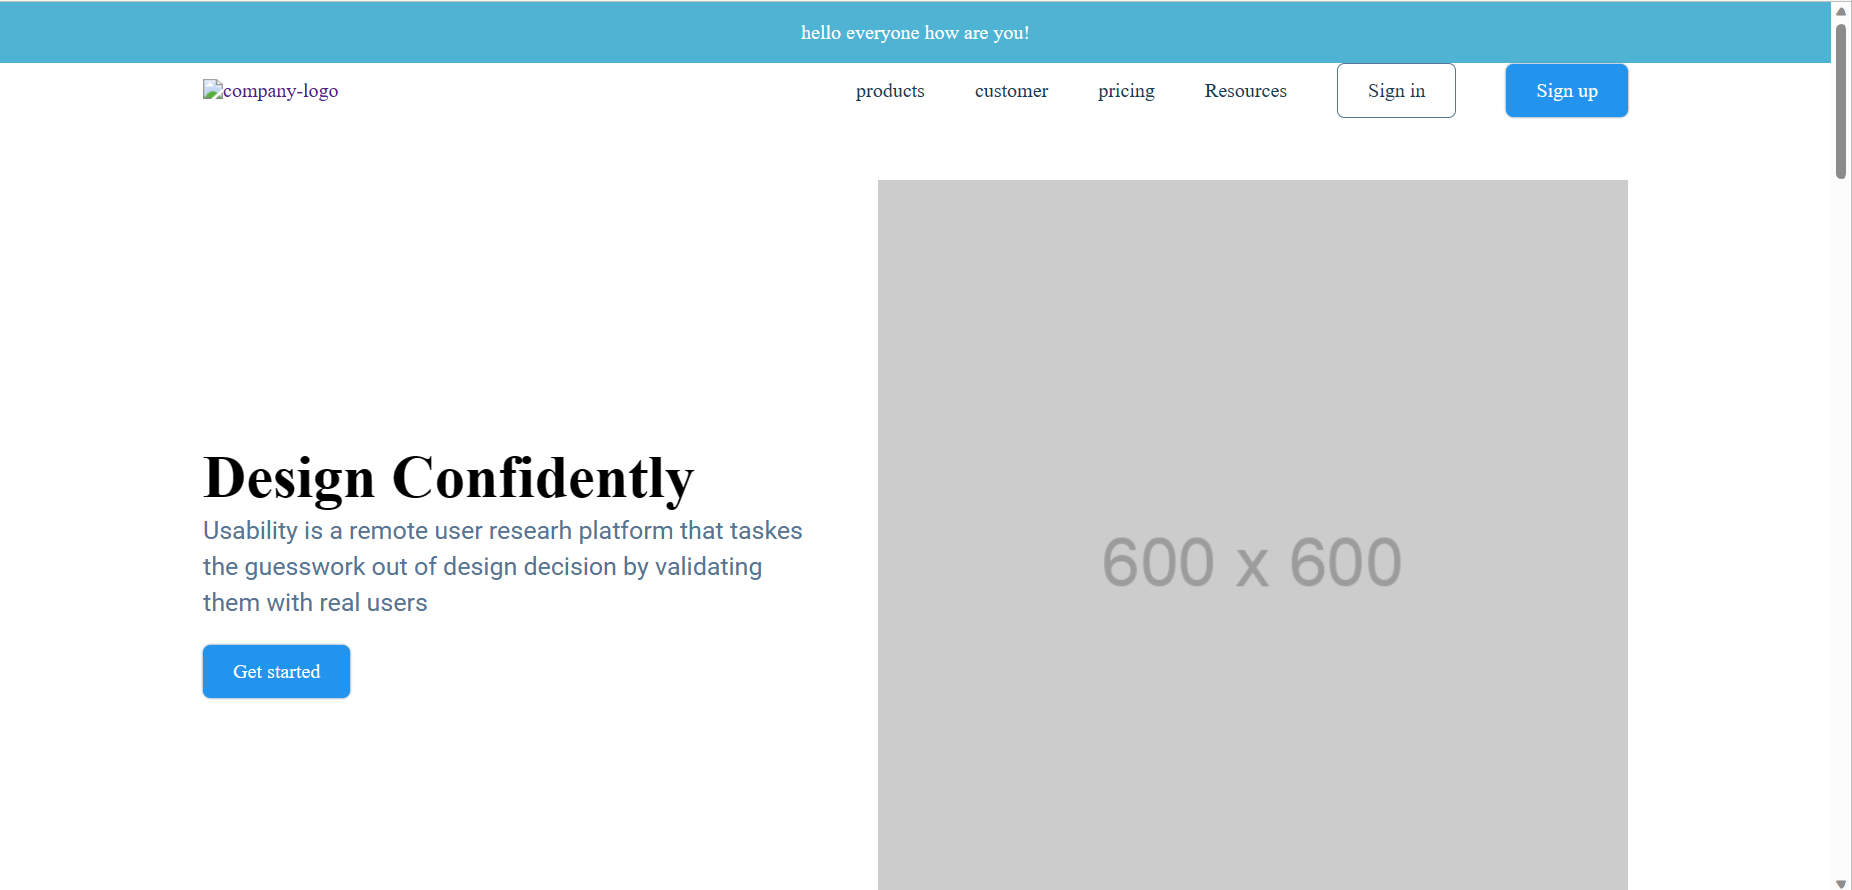 hello everyone how are you!
company-logo
products
customer
pricing
Resources
Sign in
Sign up
Design Confidently
Usability is a remote user researh platform that taskes
the guesswork out of design decision by validating
them with real users
Get started
600 x 600